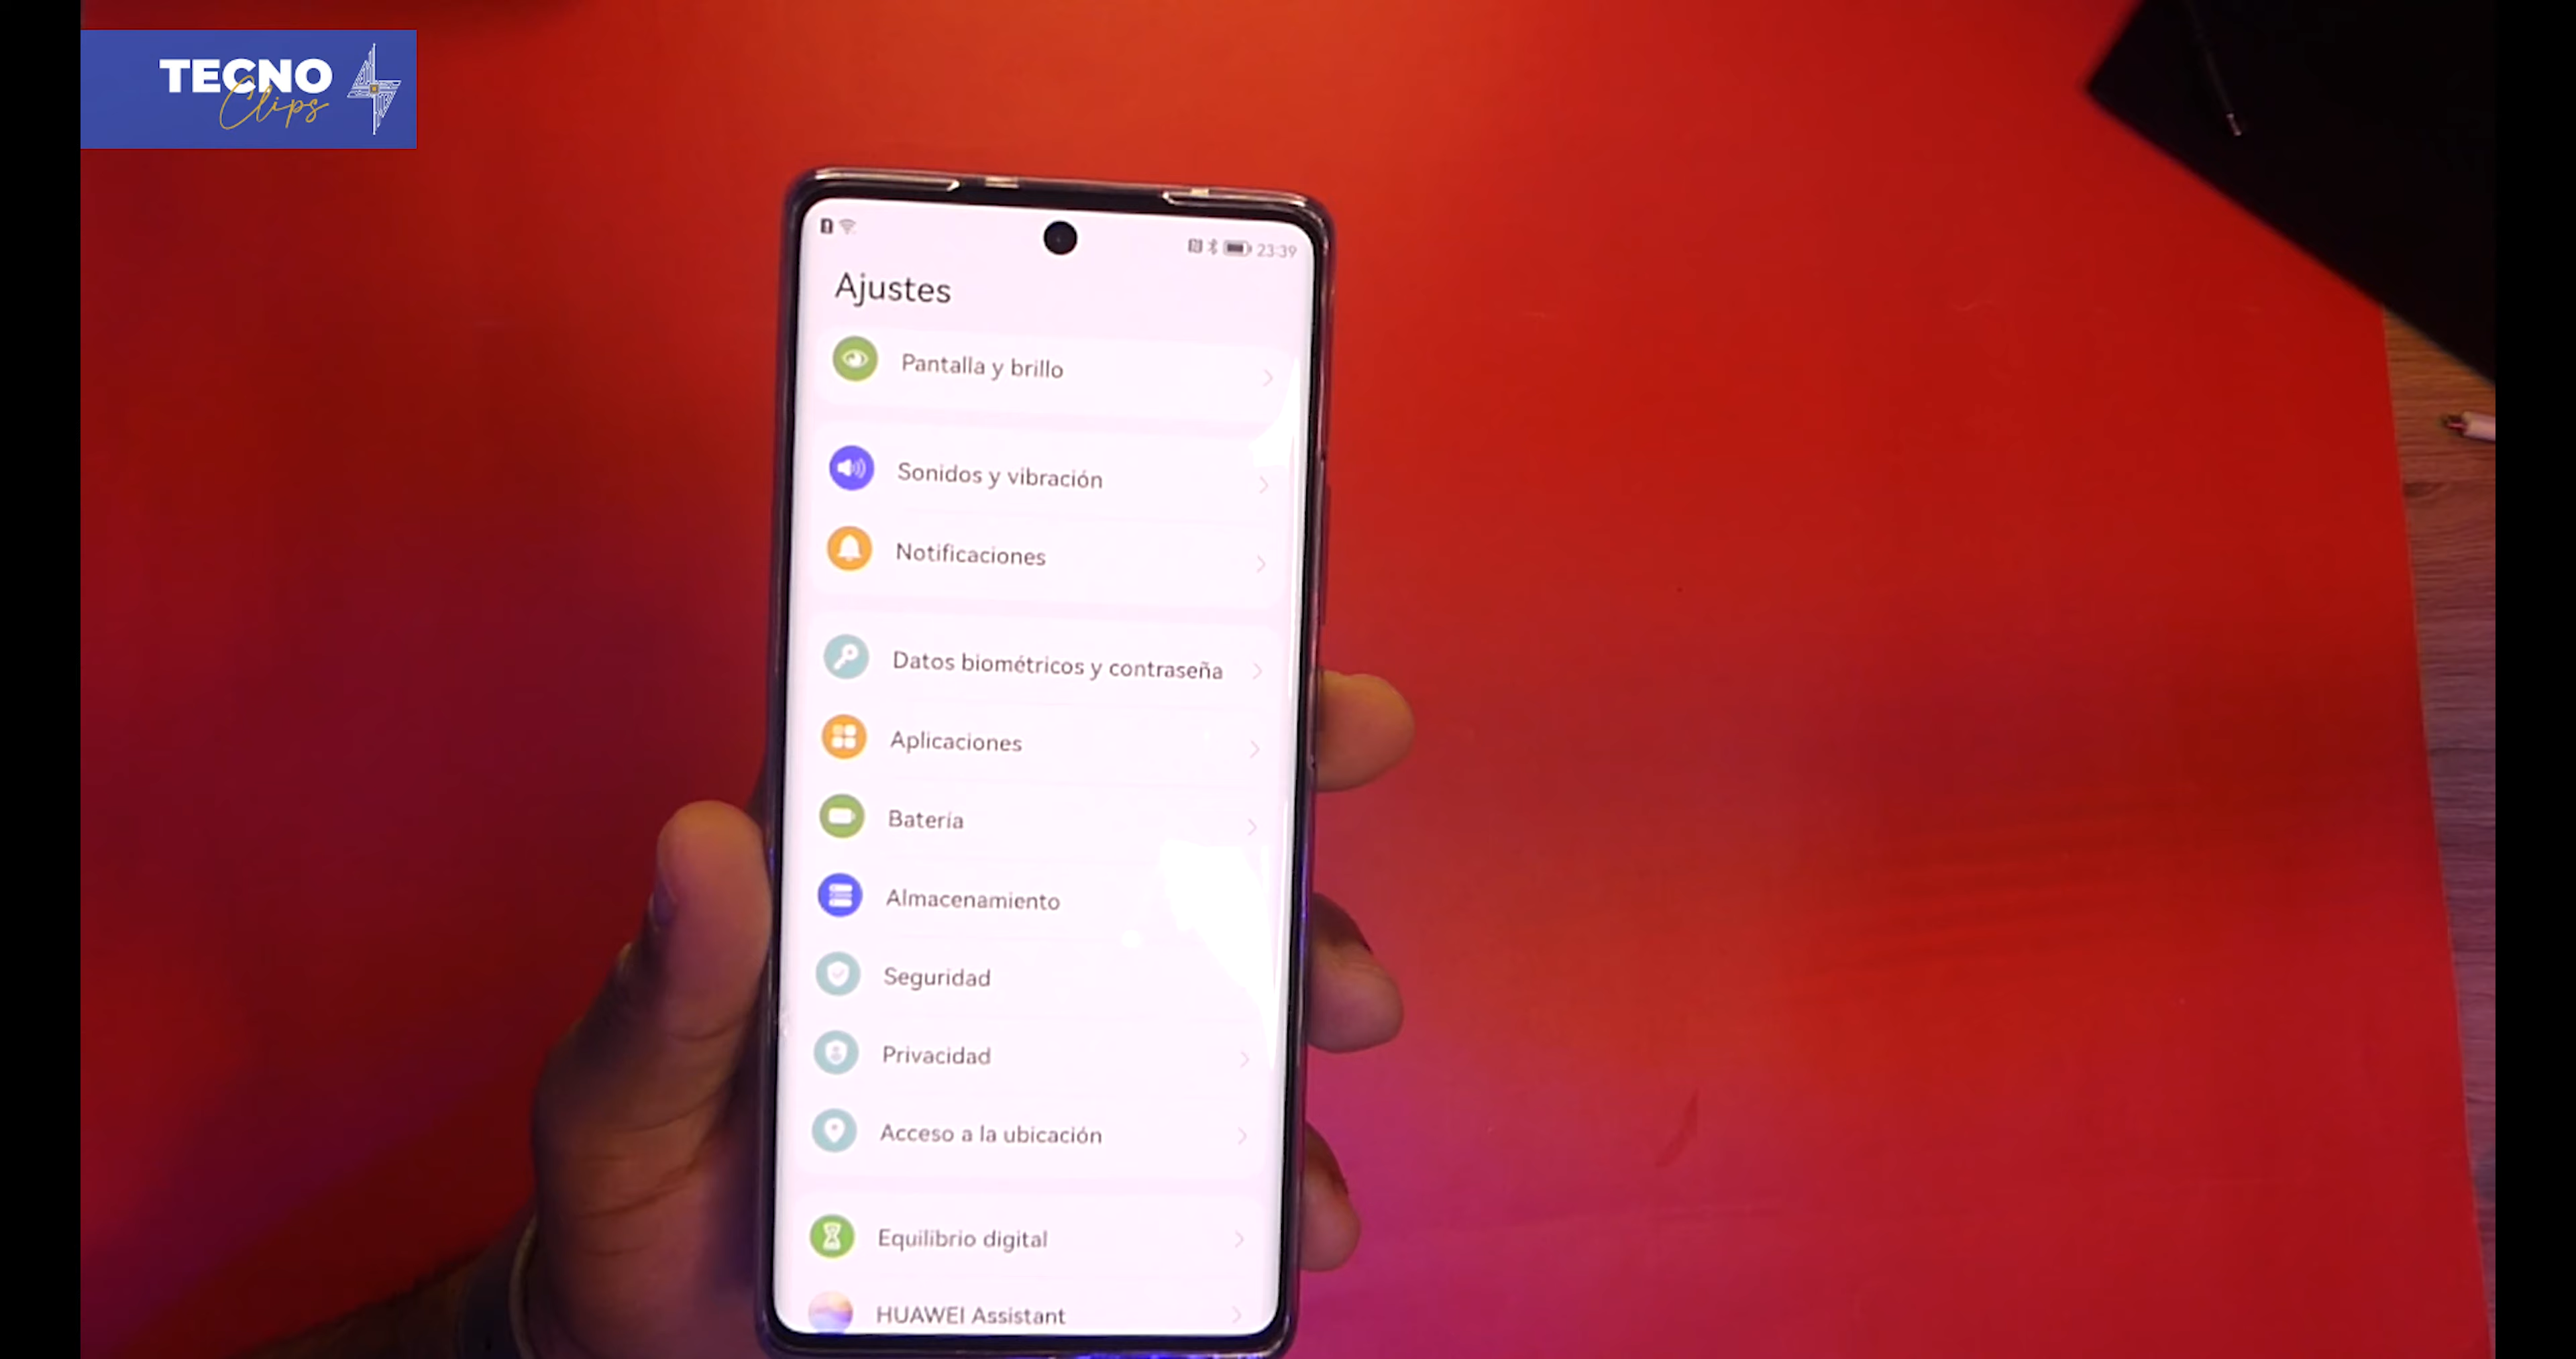 TECNO
Clips
23:39
Ajustes
Pantalla y brillo
Sonidos y vibración
Notificaciones
Datos biométricos y contraseña
Aplicaciones
Batería
Almacenamiento
Seguridad
Privacidad
Acceso a la ubicación
Equilibrio digital
HUAWEI Assistant